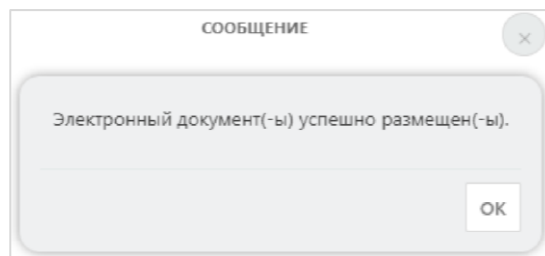 СООБЩЕНИЕ
×
Электронный документ(-ы) успешно размещен(-ы).
ОК